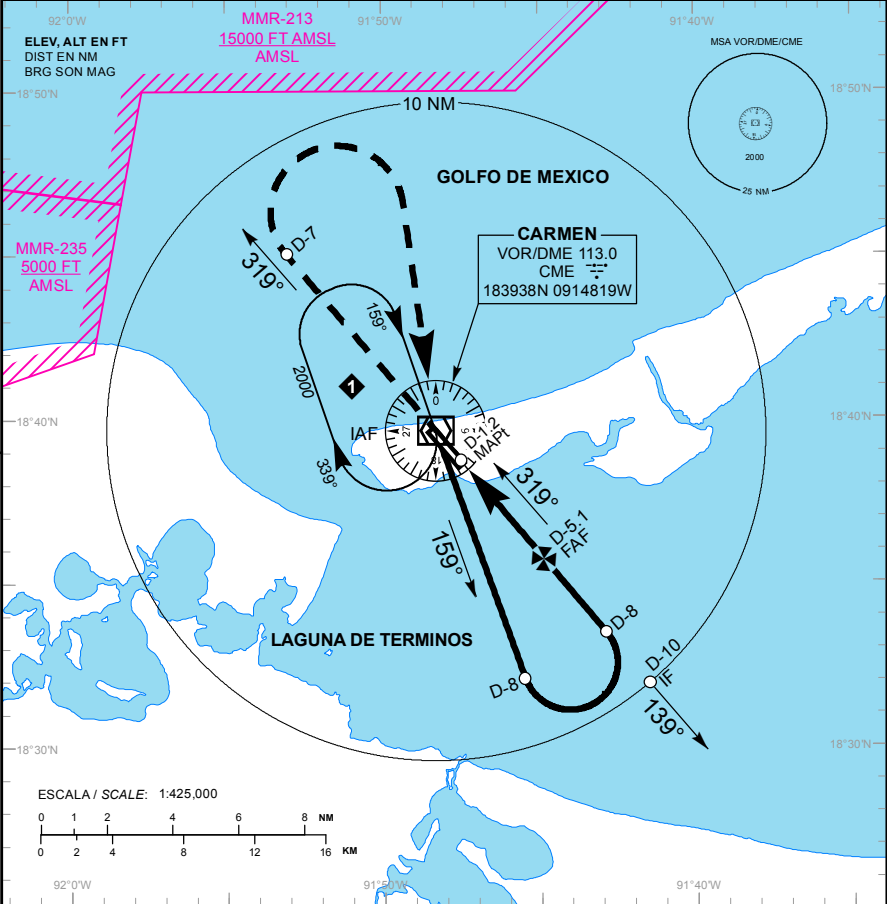 92°0'W
91°50'W
91°40'W
ELEV, ALT EN FT
DIST EN NM
BRG SON MAG
MMR-213
15000 FT AMSL
AMSL
MSA VOR/DME/CME
2000
25 NM
18°50'N
18°50'N
10 NM
GOLFO DE MEXICO
MMR-235
5000 FT
AMSL
D-7
319°
CARMEN
VOR/DME 113.0
CME
183938N 0914819W
159°
2000
1
339°
18°40'N
18°40'N
IAF
0
27
18
D-1.2
MAPt
319°
D-5.1
FAF
159°
D-8
D-8
D-10
IF
139°
LAGUNA DE TERMINOS
18°30'N
18°30'N
ESCALA / SCALE: 1:425,000
0 1 2 4 6 8 NM
0 2 4 8 12 16 KM
92°0'W
91°50'W
91°40'W